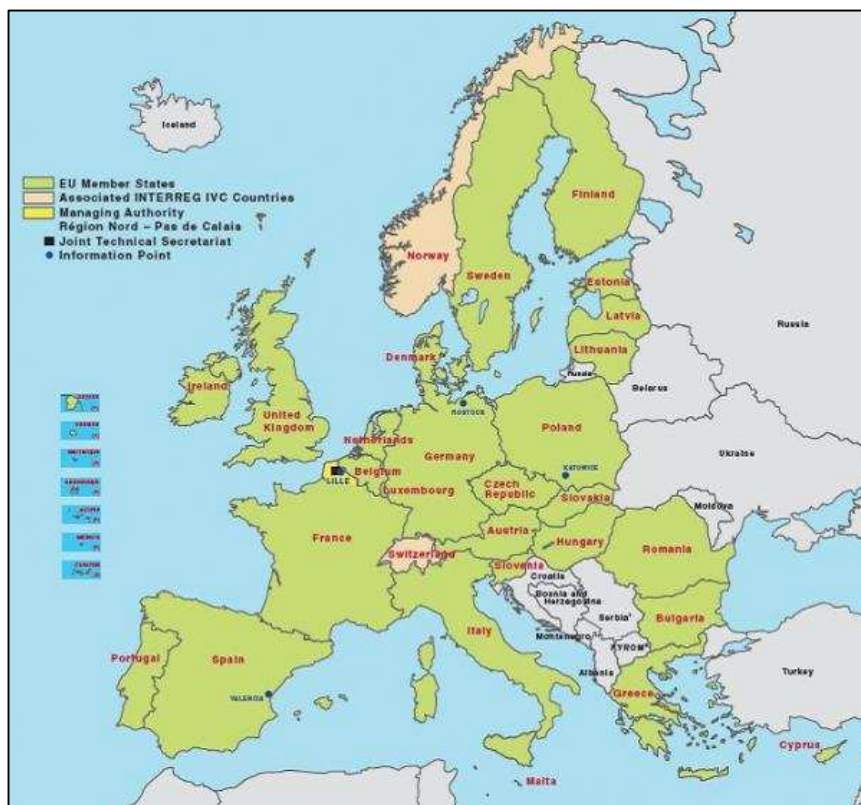 Iceland
EU Member States
Associated INTERREG IVC Countries
Managing Authority
Région Nord – Pas de Calais
Joint Technical Secretariat
Information Point
Finland
Norway
Sweden
Estonia
Russia
Latvia
Denmark
Lithuania
Russia
Ireland
Belarus
ROSTOCK
United
Kingdom
Poland
Netherlands
Ukraine
Germany
Belgium
KATOWICE
LILLE
Czech
Republic
Luxembourg
Slovakia
Moldova
Austria
France
Hungary
Romania
Switzerland
Slovenia
Croatia
Bosnia and
Herzegovina
Serbia
Bulgaria
Italy
Montenegro
FYROM
Portugal
Spain
Albania
Turkey
Greece
VALENCIA
Cyprus
Malta